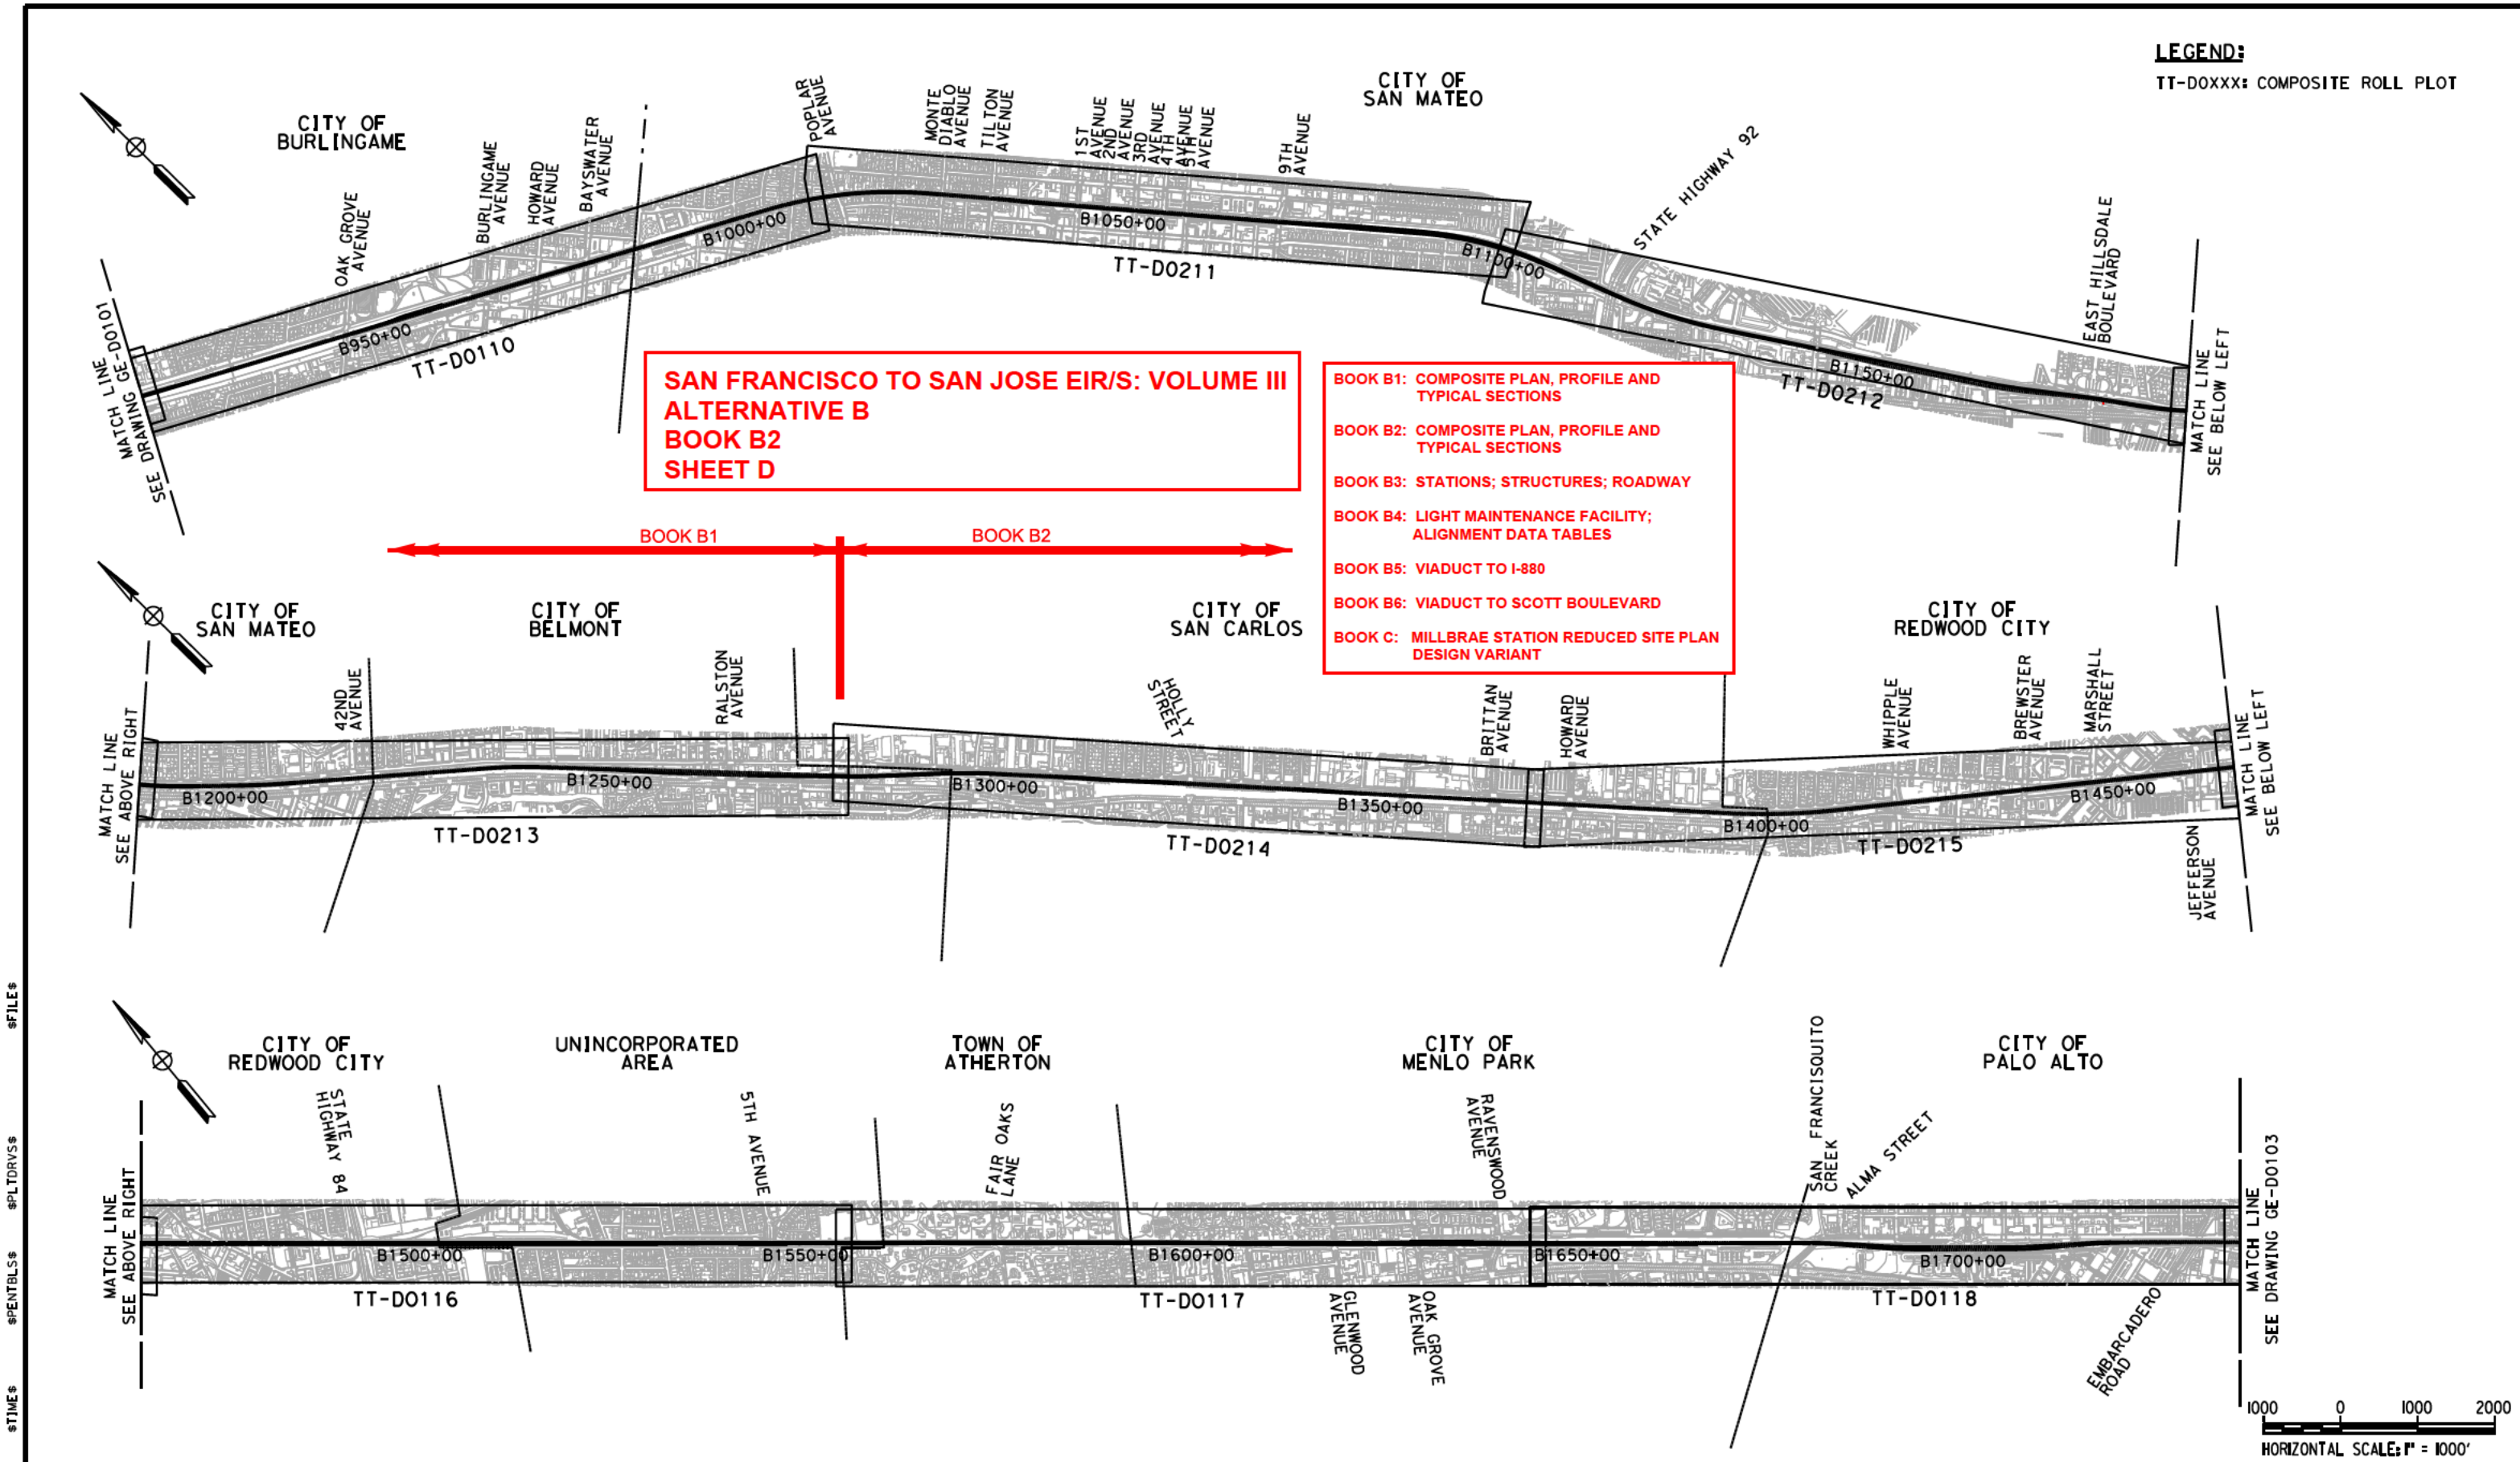 LEGEND:
TT-D0XXX: COMPOSITE ROLL PLOT
CITY OF
BURLINGAME
CITY OF
SAN MATEO
OAK GROVE
AVENUE
BURLINGAME
AVENUE
HOWARD
AVENUE
BAYSWATER
AVENUE
POPLAR
AVENUE
MONTE
DIABLO
AVENUE
TILTON
AVENUE
1ST
AVENUE
2ND
AVENUE
3RD
AVENUE
4TH
AVENUE
5TH
AVENUE
9TH
AVENUE
STATE HIGHWAY 92
EAST HILLSDALE
BOULEVARD
MATCH LINE
SEE DRAWING GE-D0101
B950+00
TT-D0110
B1000+00
B1050+00
TT-D0211
B1100+00
B1150+00
TT-D0212
MATCH LINE
SEE BELOW LEFT
SAN FRANCISCO TO SAN JOSE EIR/S: VOLUME III
ALTERNATIVE B
BOOK B2
SHEET D
BOOK B1: COMPOSITE PLAN, PROFILE AND
TYPICAL SECTIONS
BOOK B2: COMPOSITE PLAN, PROFILE AND
TYPICAL SECTIONS
BOOK B3: STATIONS; STRUCTURES; ROADWAY
BOOK B4: LIGHT MAINTENANCE FACILITY;
ALIGNMENT DATA TABLES
BOOK B5: VIADUCT TO I-880
BOOK B6: VIADUCT TO SCOTT BOULEVARD
BOOK C: MILLBRAE STATION REDUCED SITE PLAN
DESIGN VARIANT
BOOK B1
BOOK B2
CITY OF
SAN MATEO
CITY OF
BELMONT
CITY OF
SAN CARLOS
CITY OF
REDWOOD CITY
42ND
AVENUE
RALSTON
AVENUE
HOLLY
STREET
BRITTAN
AVENUE
HOWARD
AVENUE
WHIPPLE
AVENUE
BREWSTER
AVENUE
MARSHALL
STREET
MATCH LINE
SEE ABOVE RIGHT
B1200+00
B1250+00
TT-D0213
B1300+00
B1350+00
TT-D0214
B1400+00
B1450+00
TT-D0215
JEFFERSON
AVENUE
MATCH LINE
SEE BELOW LEFT
CITY OF
REDWOOD CITY
UNINCORPORATED
AREA
TOWN OF
ATHERTON
CITY OF
MENLO PARK
CITY OF
PALO ALTO
STATE
HIGHWAY 84
5TH AVENUE
FAIR OAKS
LANE
RAVENSWOOD
AVENUE
SAN FRANCISQUITO
CREEK
ALMA STREET
MATCH LINE
SEE ABOVE RIGHT
B1500+00
B1550+00
TT-D0116
B1600+00
TT-D0117
B1650+00
B1700+00
TT-D0118
GLENWOOD
AVENUE
OAK GROVE
AVENUE
EMBARCADERO
ROAD
MATCH LINE
SEE DRAWING GE-D0103
1000 0 1000 2000
HORIZONTAL SCALE: 1" = 1000'
$FILE$
$PLTDRVS$
$PENTBLS$
$TIME$